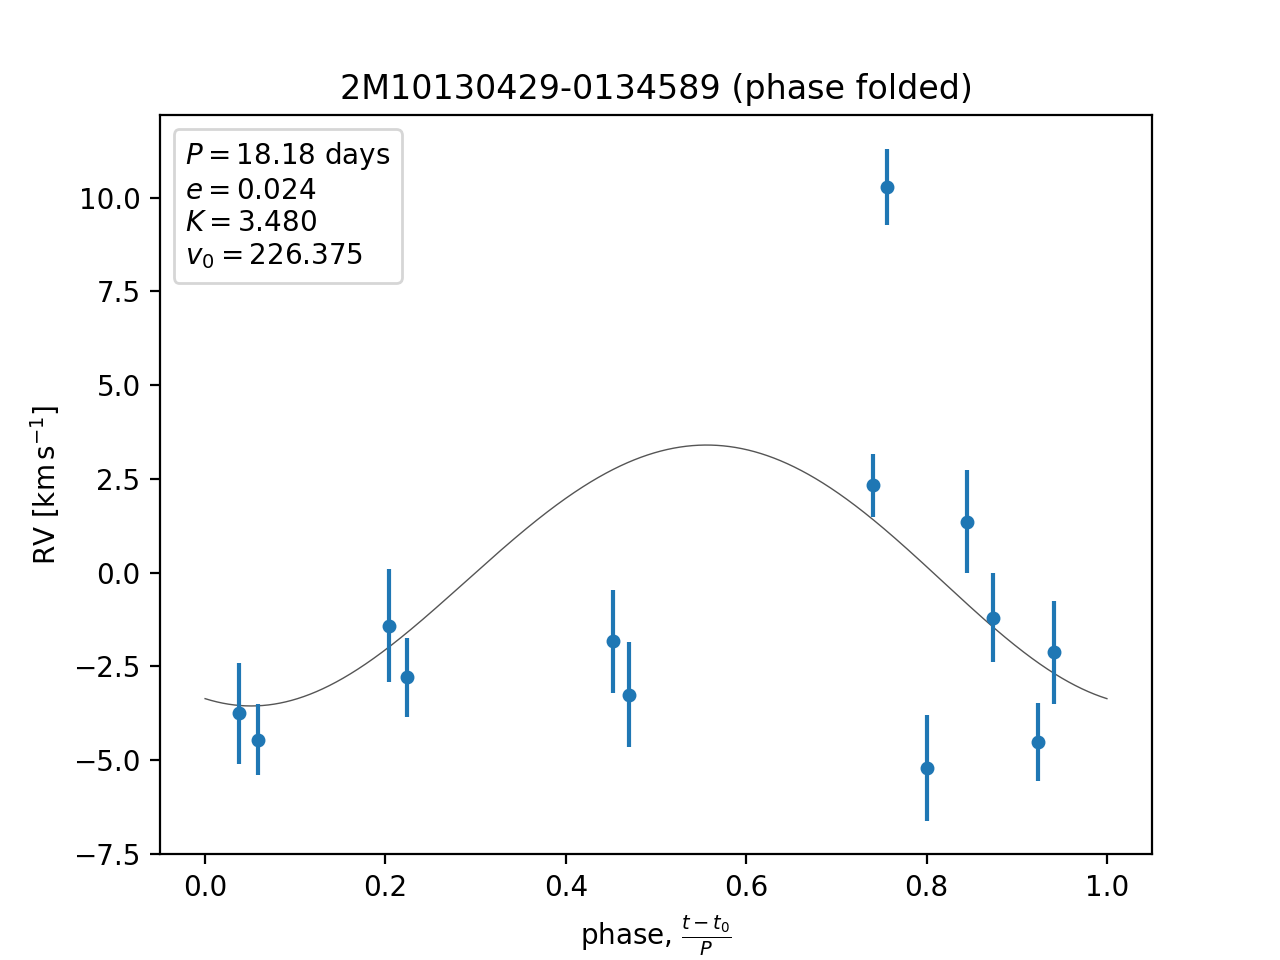 2M10130429-0134589 (phase folded)
P = 18.18 days
e = 0.024
K = 3.480
v₀ = 226.375
10.0
7.5
5.0
2.5
0.0
−2.5
−5.0
−7.5
RV [km s⁻¹]
0.0 0.2 0.4 0.6 0.8 1.0
phase, (t − t₀)/P